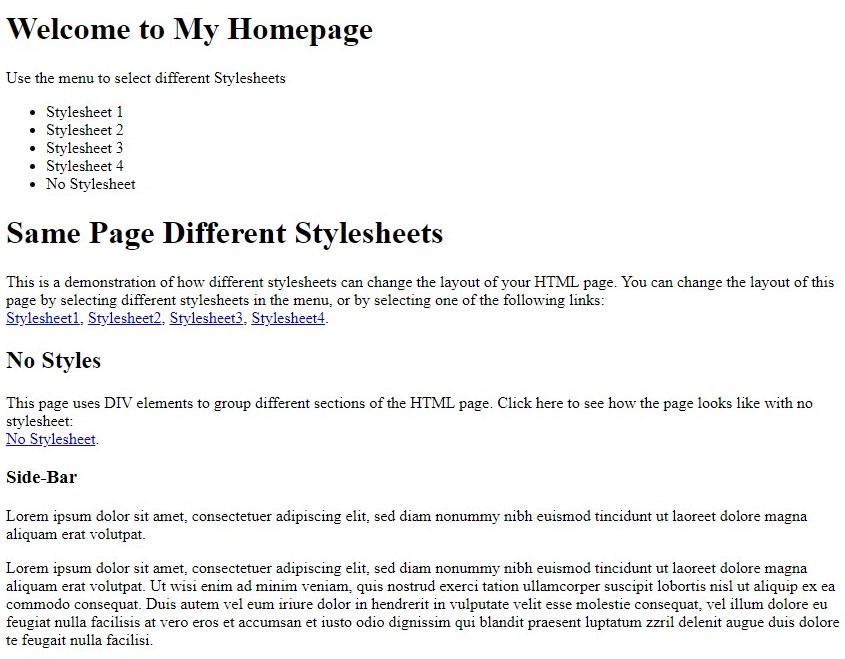 Welcome to My Homepage
Use the menu to select different Stylesheets
Stylesheet 1
Stylesheet 2
Stylesheet 3
Stylesheet 4
No Stylesheet
Same Page Different Stylesheets
This is a demonstration of how different stylesheets can change the layout of your HTML page. You can change the layout of this
page by selecting different stylesheets in the menu, or by selecting one of the following links:
Stylesheet1, Stylesheet2, Stylesheet3, Stylesheet4.
No Styles
This page uses DIV elements to group different sections of the HTML page. Click here to see how the page looks like with no
stylesheet:
No Stylesheet.
Side-Bar
Lorem ipsum dolor sit amet, consectetuer adipiscing elit, sed diam nonummy nibh euismod tincidunt ut laoreet dolore magna
aliquam erat volutpat.
Lorem ipsum dolor sit amet, consectetuer adipiscing elit, sed diam nonummy nibh euismod tincidunt ut laoreet dolore magna
aliquam erat volutpat. Ut wisi enim ad minim veniam, quis nostrud exerci tation ullamcorper suscipit lobortis nisl ut aliquip ex ea
commodo consequat. Duis autem vel eum iriure dolor in hendrerit in vulputate velit esse molestie consequat, vel illum dolore eu
feugiat nulla facilisis at vero eros et accumsan et iusto odio dignissim qui blandit praesent luptatum zzril delenit augue duis dolore
te feugait nulla facilisi.